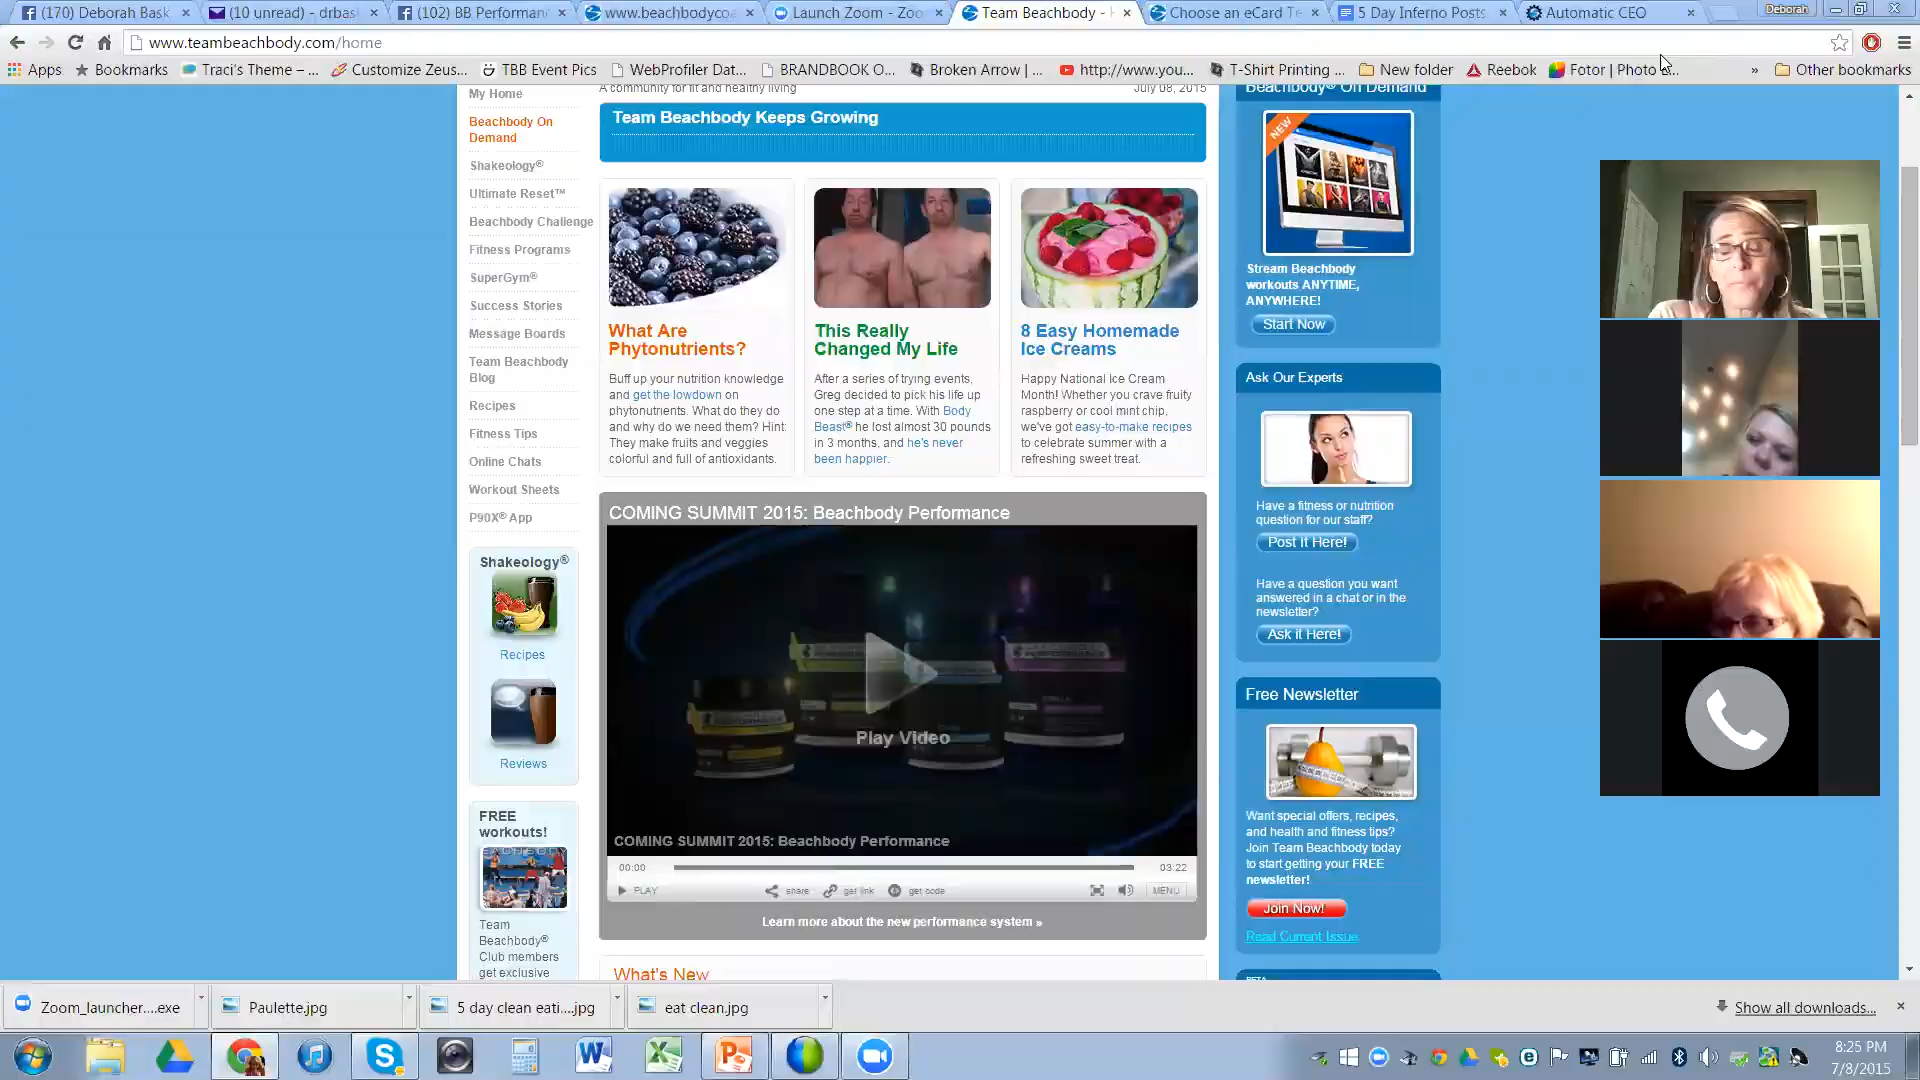 (170) Deborah Bask
(10 unread) - drbas
(102) BB Performan
www.beachbodycoa
Launch Zoom - Zoo
Team Beachbody - H
Choose an eCard Te
5 Day Inferno Posts
Automatic CEO
Deborah
www.teambeachbody.com/home
Apps
Bookmarks
Traci's Theme – ...
Customize Zeus...
TBB Event Pics
WebProfiler Dat...
BRANDBOOK O...
Broken Arrow | ...
http://www.you...
T-Shirt Printing ...
New folder
Reebok
Fotor | Photo E...
»
Other bookmarks
My Home
Beachbody On
Demand
Shakeology®
Ultimate Reset™
Beachbody Challenge
Fitness Programs
SuperGym®
Success Stories
Message Boards
Team Beachbody
Blog
Recipes
Fitness Tips
Online Chats
Workout Sheets
P90X® App
Shakeology®
Recipes
Reviews
FREE
workouts!
Team
Beachbody®
Club members
get exclusive
A community for fit and healthy living
July 08, 2015
Team Beachbody Keeps Growing
What Are
Phytonutrients?
Buff up your nutrition knowledge
and get the lowdown on
phytonutrients. What do they do
and why do we need them? Hint:
They make fruits and veggies
colorful and full of antioxidants.
This Really
Changed My Life
After a series of trying events,
Greg decided to pick his life up
one step at a time. With Body
Beast® he lost almost 30 pounds
in 3 months, and he's never
been happier.
8 Easy Homemade
Ice Creams
Happy National Ice Cream
Month! Whether you crave fruity
raspberry or cool mint chip,
we've got easy-to-make recipes
to celebrate summer with a
refreshing sweet treat.
COMING SUMMIT 2015: Beachbody Performance
Play Video
COMING SUMMIT 2015: Beachbody Performance
00:00
03:22
PLAY
share
get link
get code
MENU
Learn more about the new performance system »
What's New
Beachbody® On Demand
NEW
Stream Beachbody
workouts ANYTIME,
ANYWHERE!
Start Now
Ask Our Experts
Have a fitness or nutrition
question for our staff?
Post It Here!
Have a question you want
answered in a chat or in the
newsletter?
Ask it Here!
Free Newsletter
Want special offers, recipes,
and health and fitness tips?
Join Team Beachbody today
to start getting your FREE
newsletter!
Join Now!
Read Current Issue
BETA
Zoom_launcher....exe
Paulette.jpg
5 day clean eati....jpg
eat clean.jpg
Show all downloads...
8:25 PM
7/8/2015